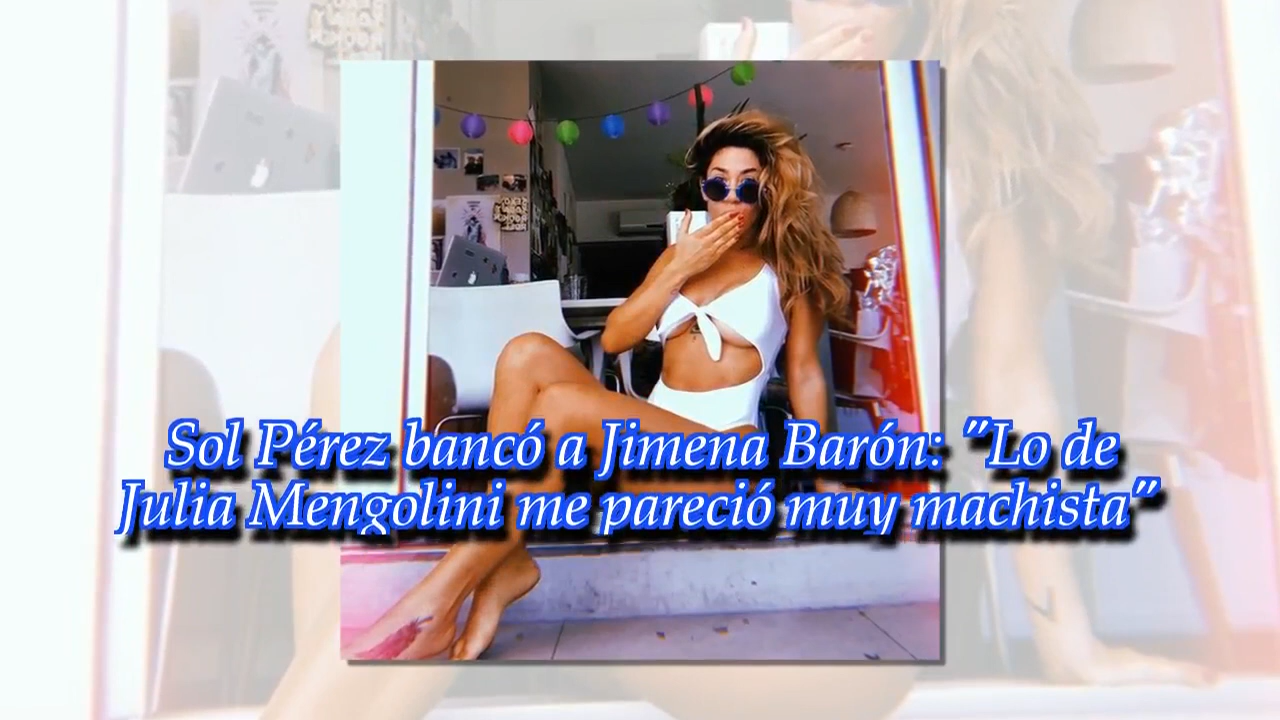 Sol Pérez bancó a Jimena Barón: "Lo de
Julia Mengolini me pareció muy machista"